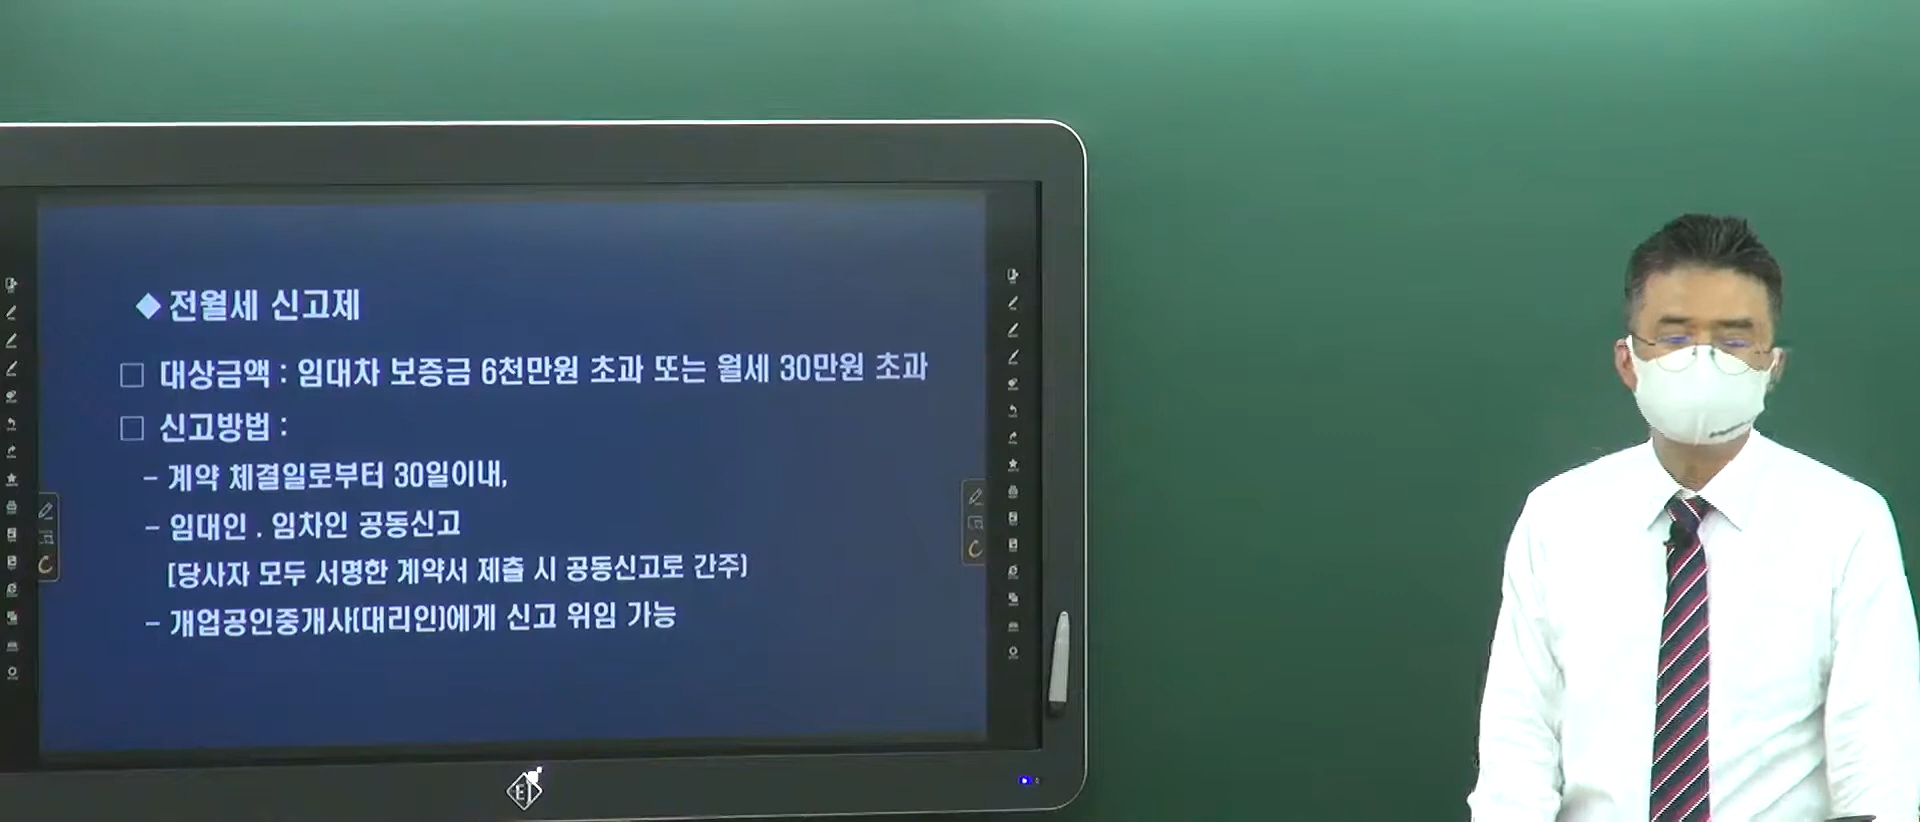 ◆ 전월세 신고제
□ 대상금액 : 임대차 보증금 6천만원 초과 또는 월세 30만원 초과
□ 신고방법 :
- 계약 체결일로부터 30일이내,
- 임대인 . 임차인 공동신고
(당사자 모두 서명한 계약서 제출 시 공동신고로 간주)
- 개업공인중개사(대리인)에게 신고 위임 가능